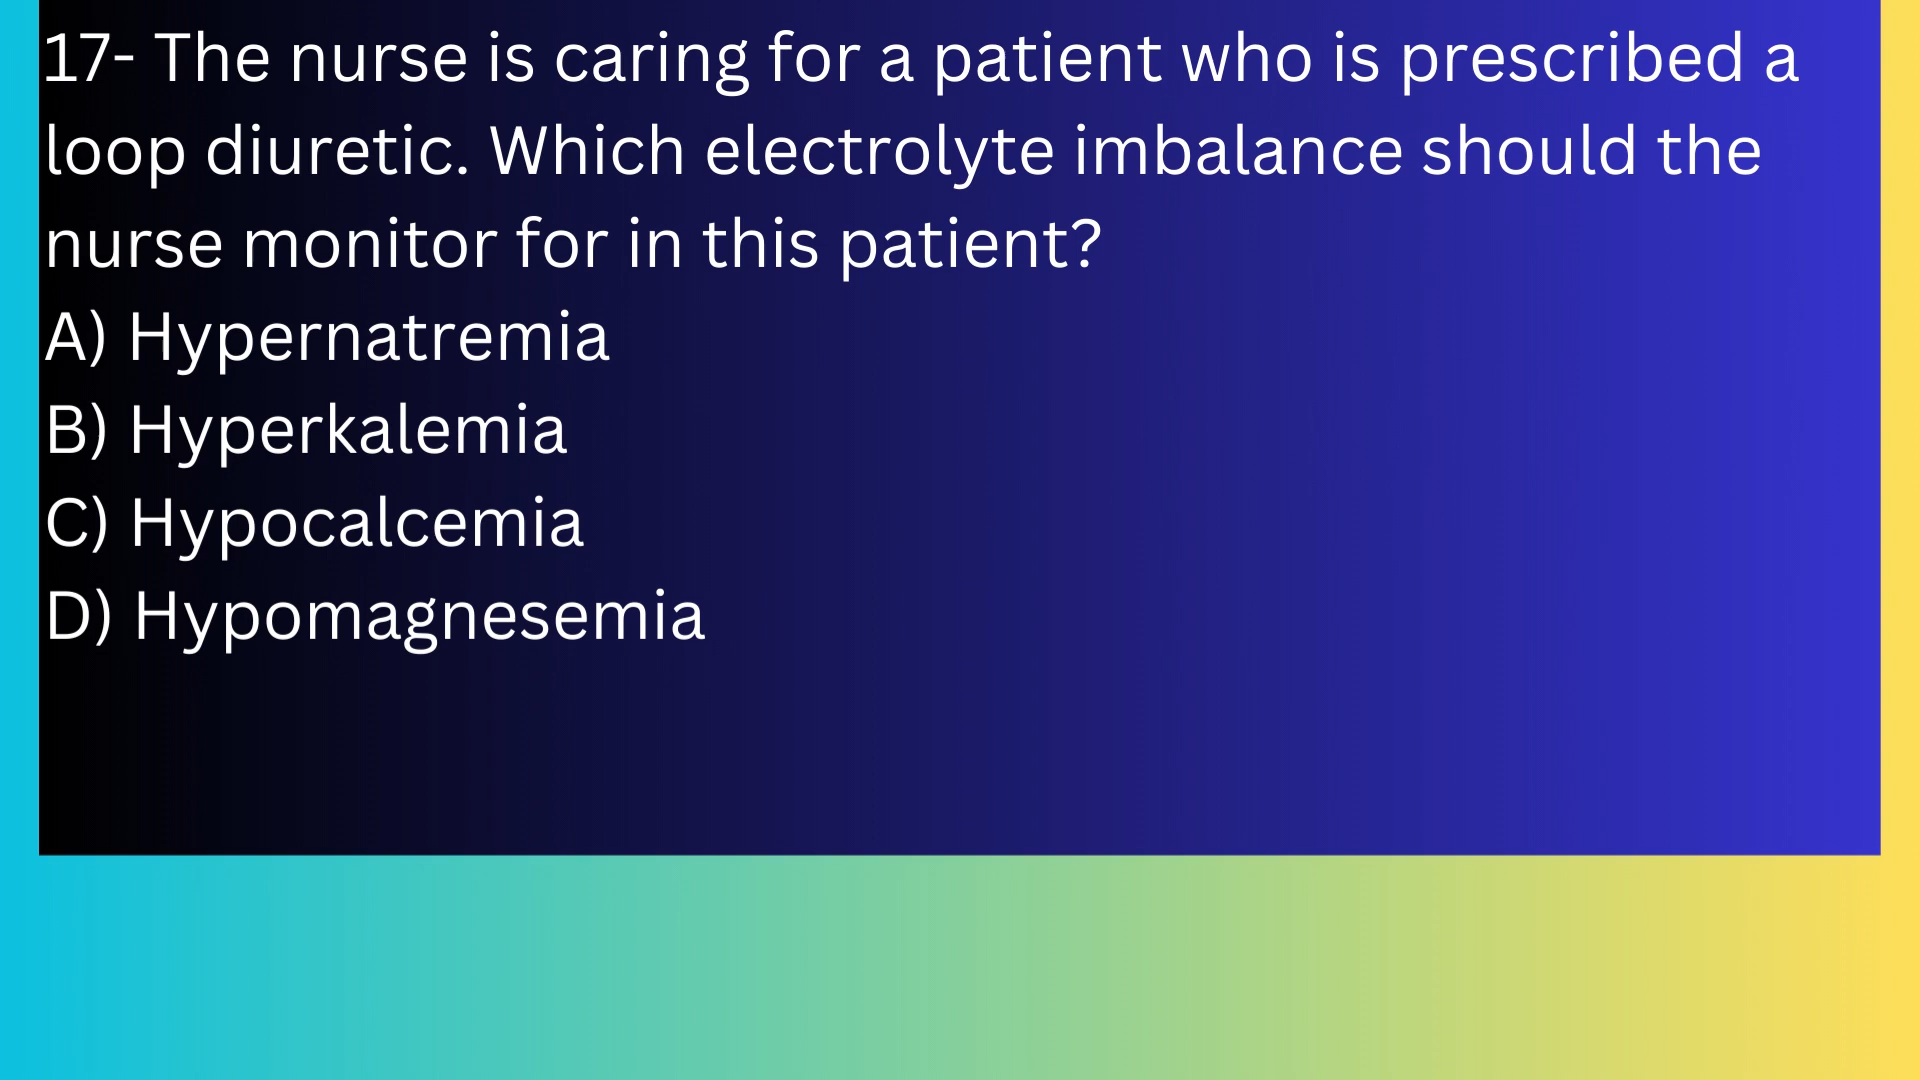 17- The nurse is caring for a patient who is prescribed a
loop diuretic. Which electrolyte imbalance should the
nurse monitor for in this patient?
A) Hypernatremia
B) Hyperkalemia
C) Hypocalcemia
D) Hypomagnesemia